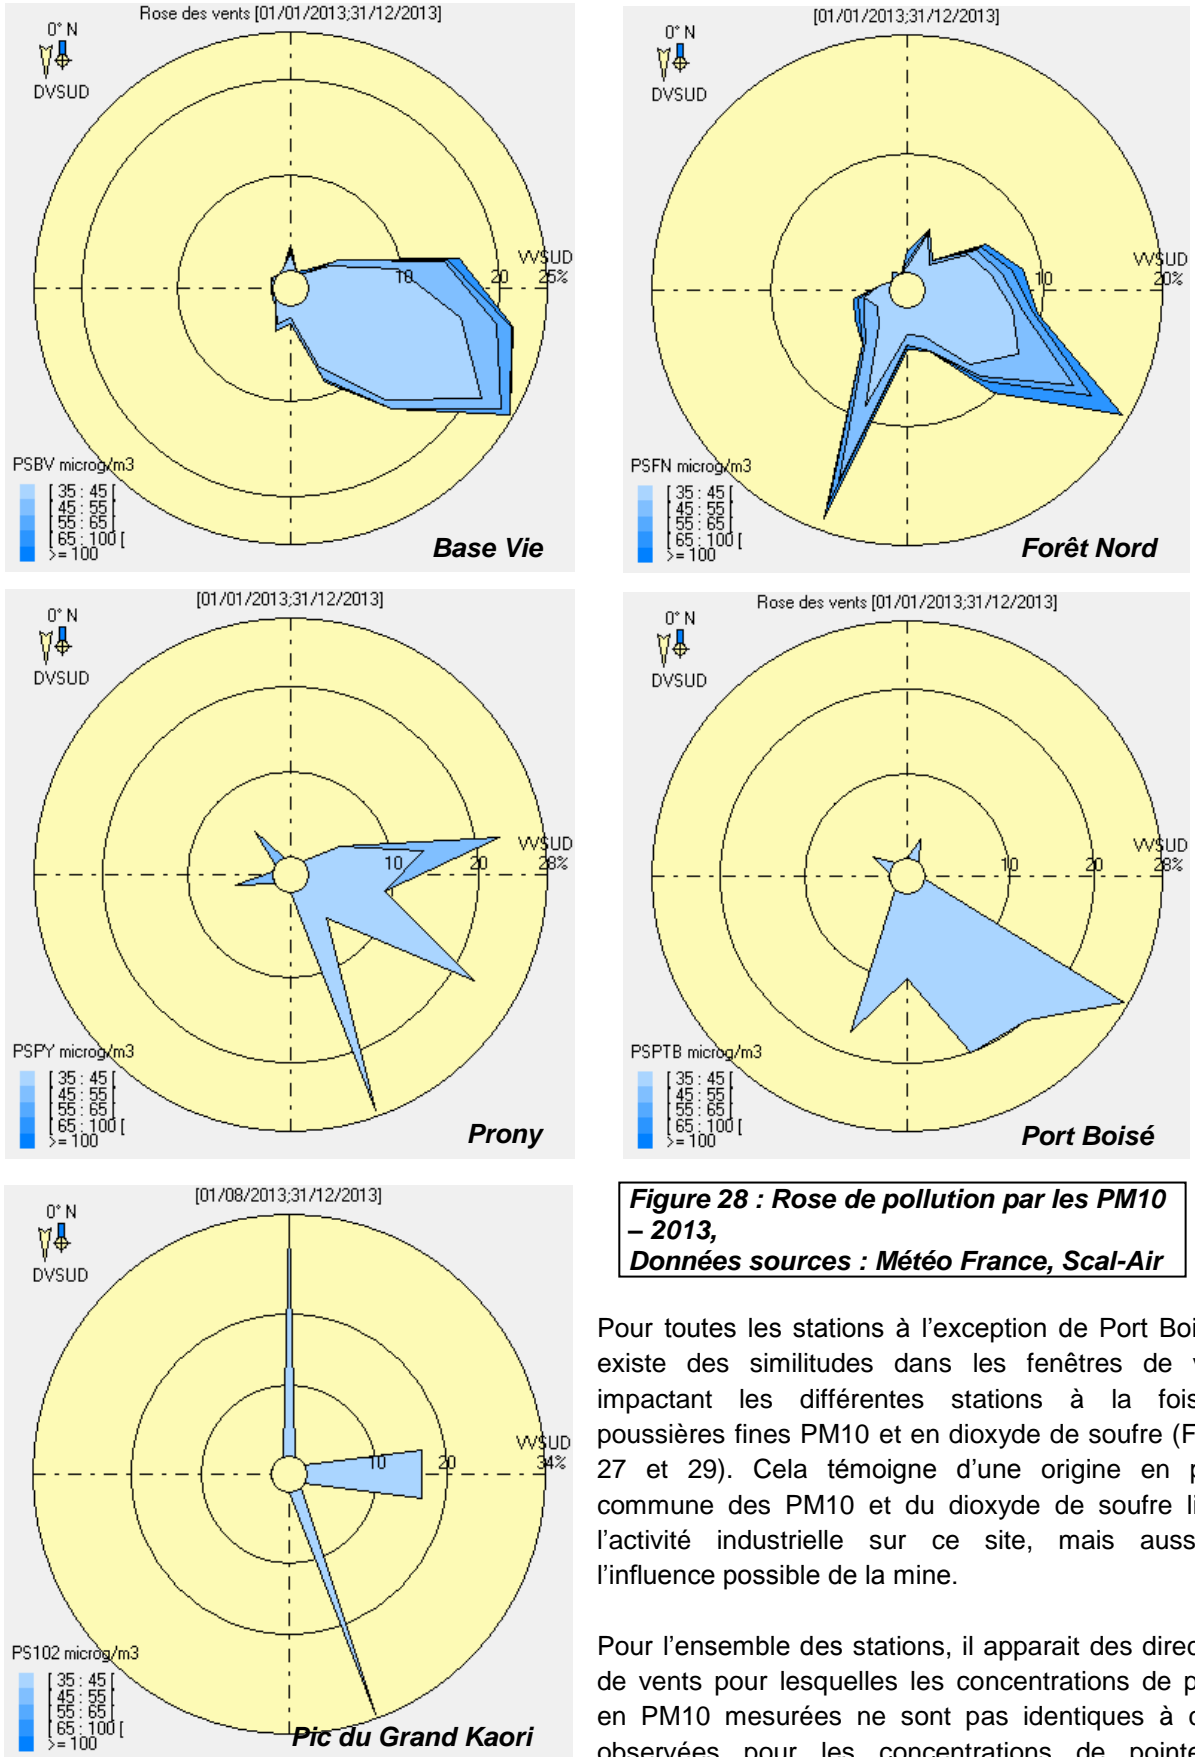 Rose des vents [01/01/2013;31/12/2013]
0° N
DVSUD
VVSUD
10
20
25%
PSBV microg/m3
[ 35 : 45 [
[ 45 : 55 [
[ 55 : 65 [
[ 65 : 100 [
>= 100
Base Vie
[01/01/2013;31/12/2013]
0° N
DVSUD
VVSUD
10
20%
PSFN microg/m3
[ 35 : 45 [
[ 45 : 55 [
[ 55 : 65 [
[ 65 : 100 [
>= 100
Forêt Nord
[01/01/2013;31/12/2013]
0° N
DVSUD
VVSUD
10
20
28%
PSPY microg/m3
[ 35 : 45 [
[ 45 : 55 [
[ 55 : 65 [
[ 65 : 100 [
>= 100
Prony
Rose des vents [01/01/2013;31/12/2013]
0° N
DVSUD
VVSUD
10
20
28%
PSPTB microg/m3
[ 35 : 45 [
[ 45 : 55 [
[ 55 : 65 [
[ 65 : 100 [
>= 100
Port Boisé
[01/08/2013;31/12/2013]
0° N
DVSUD
VVSUD
10
20
34%
PS102 microg/m3
[ 35 : 45 [
[ 45 : 55 [
[ 55 : 65 [
[ 65 : 100 [
>= 100
Pic du Grand Kaori
Figure 28 : Rose de pollution par les PM10
– 2013,
Données sources : Météo France, Scal-Air
Pour toutes les stations à l'exception de Port Boi
existe des similitudes dans les fenêtres de
impactant les différentes stations à la fois
poussières fines PM10 et en dioxyde de soufre (F
27 et 29). Cela témoigne d'une origine en p
commune des PM10 et du dioxyde de soufre li
l'activité industrielle sur ce site, mais auss
l'influence possible de la mine.
Pour l'ensemble des stations, il apparait des direc
de vents pour lesquelles les concentrations de p
en PM10 mesurées ne sont pas identiques à
observées pour les concentrations de pointe